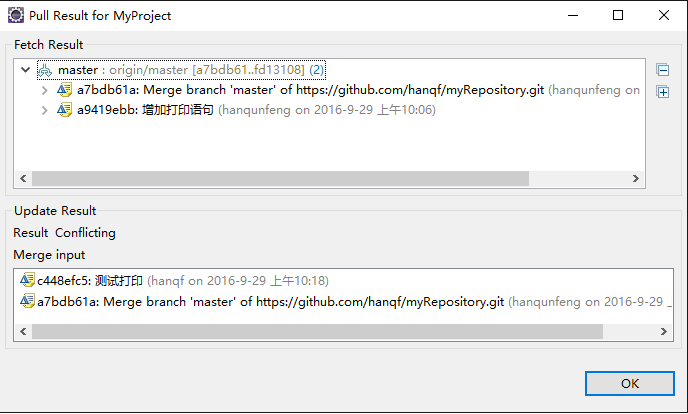 Pull Result for MyProject
Fetch Result
master : origin/master [a7bdb61..fd13108] (2)
a7bdb61a: Merge branch 'master' of https://github.com/hanqf/myRepository.git (hanqunfeng on
a9419ebb: 增加打印语句 (hanqunfeng on 2016-9-29 上午10:06)
Update Result
Result Conflicting
Merge input
c448efc5: 测试打印 (hanqf on 2016-9-29 上午10:18)
a7bdb61a: Merge branch 'master' of https://github.com/hanqf/myRepository.git (hanqunfeng on 2016-9-29
OK